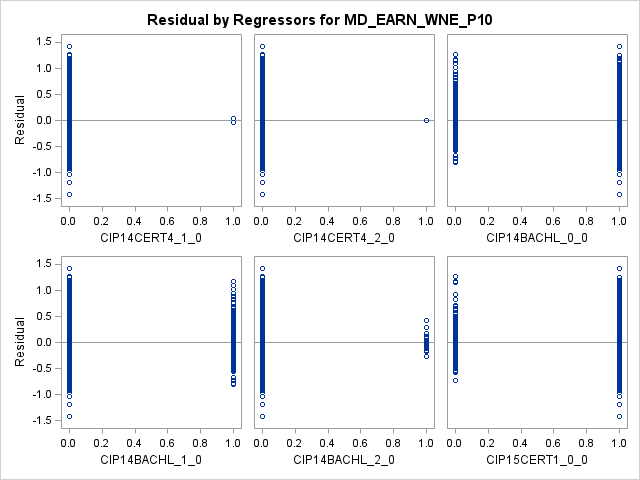 Residual by Regressors for MD_EARN_WNE_P10
Residual
1.5
1.0
0.5
0.0
-0.5
-1.0
-1.5
0.0 0.2 0.4 0.6 0.8 1.0
CIP14CERT4_1_0
0.0 0.2 0.4 0.6 0.8 1.0
CIP14CERT4_2_0
0.0 0.2 0.4 0.6 0.8 1.0
CIP14BACHL_0_0
Residual
1.5
1.0
0.5
0.0
-0.5
-1.0
-1.5
0.0 0.2 0.4 0.6 0.8 1.0
CIP14BACHL_1_0
0.0 0.2 0.4 0.6 0.8 1.0
CIP14BACHL_2_0
0.0 0.2 0.4 0.6 0.8 1.0
CIP15CERT1_0_0